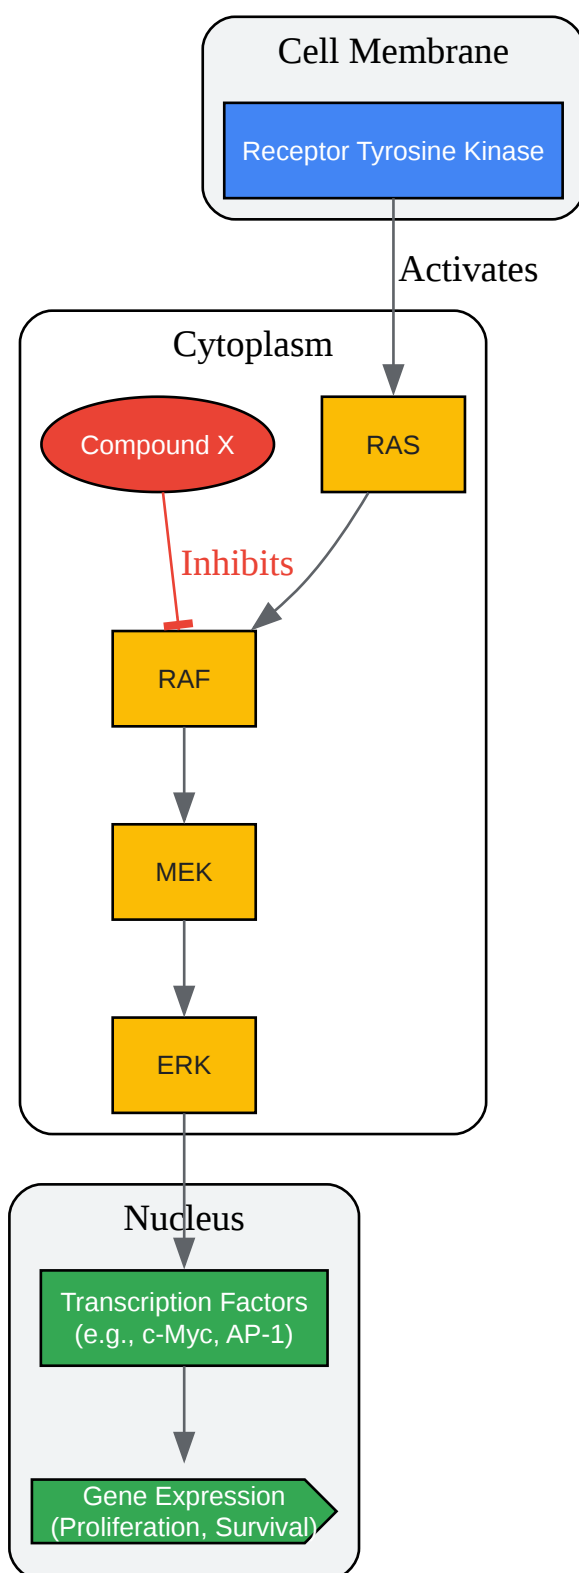 Cell Membrane
Receptor Tyrosine Kinase
Activates
Cytoplasm
Compound X
RAS
Inhibits
RAF
MEK
ERK
Nucleus
Transcription Factors
(e.g., c-Myc, AP-1)
Gene Expression
(Proliferation, Survival)